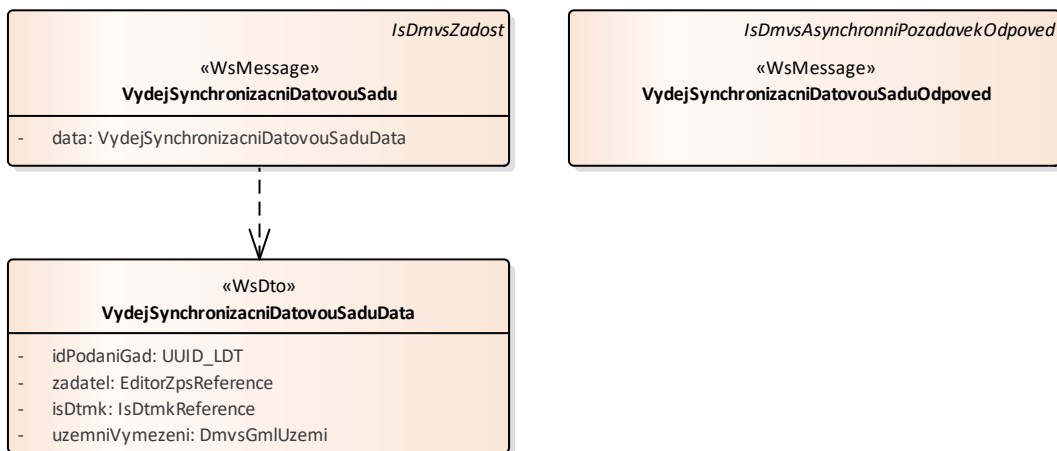 IsDmvsZadost
«WsMessage»
VydejSynchronizacniDatovouSadu
- data: VydejSynchronizacniDatovouSaduData
IsDmvsAsynchronniPozadavekOdpoved
«WsMessage»
VydejSynchronizacniDatovouSaduOdpoved
«WsDto»
VydejSynchronizacniDatovouSaduData
- idPodaniGad: UUID_LDT
- zadatel: EditorZpsReference
- isDtmk: IsDtmkReference
- uzemniVymezeni: DmvsGmlUzemi